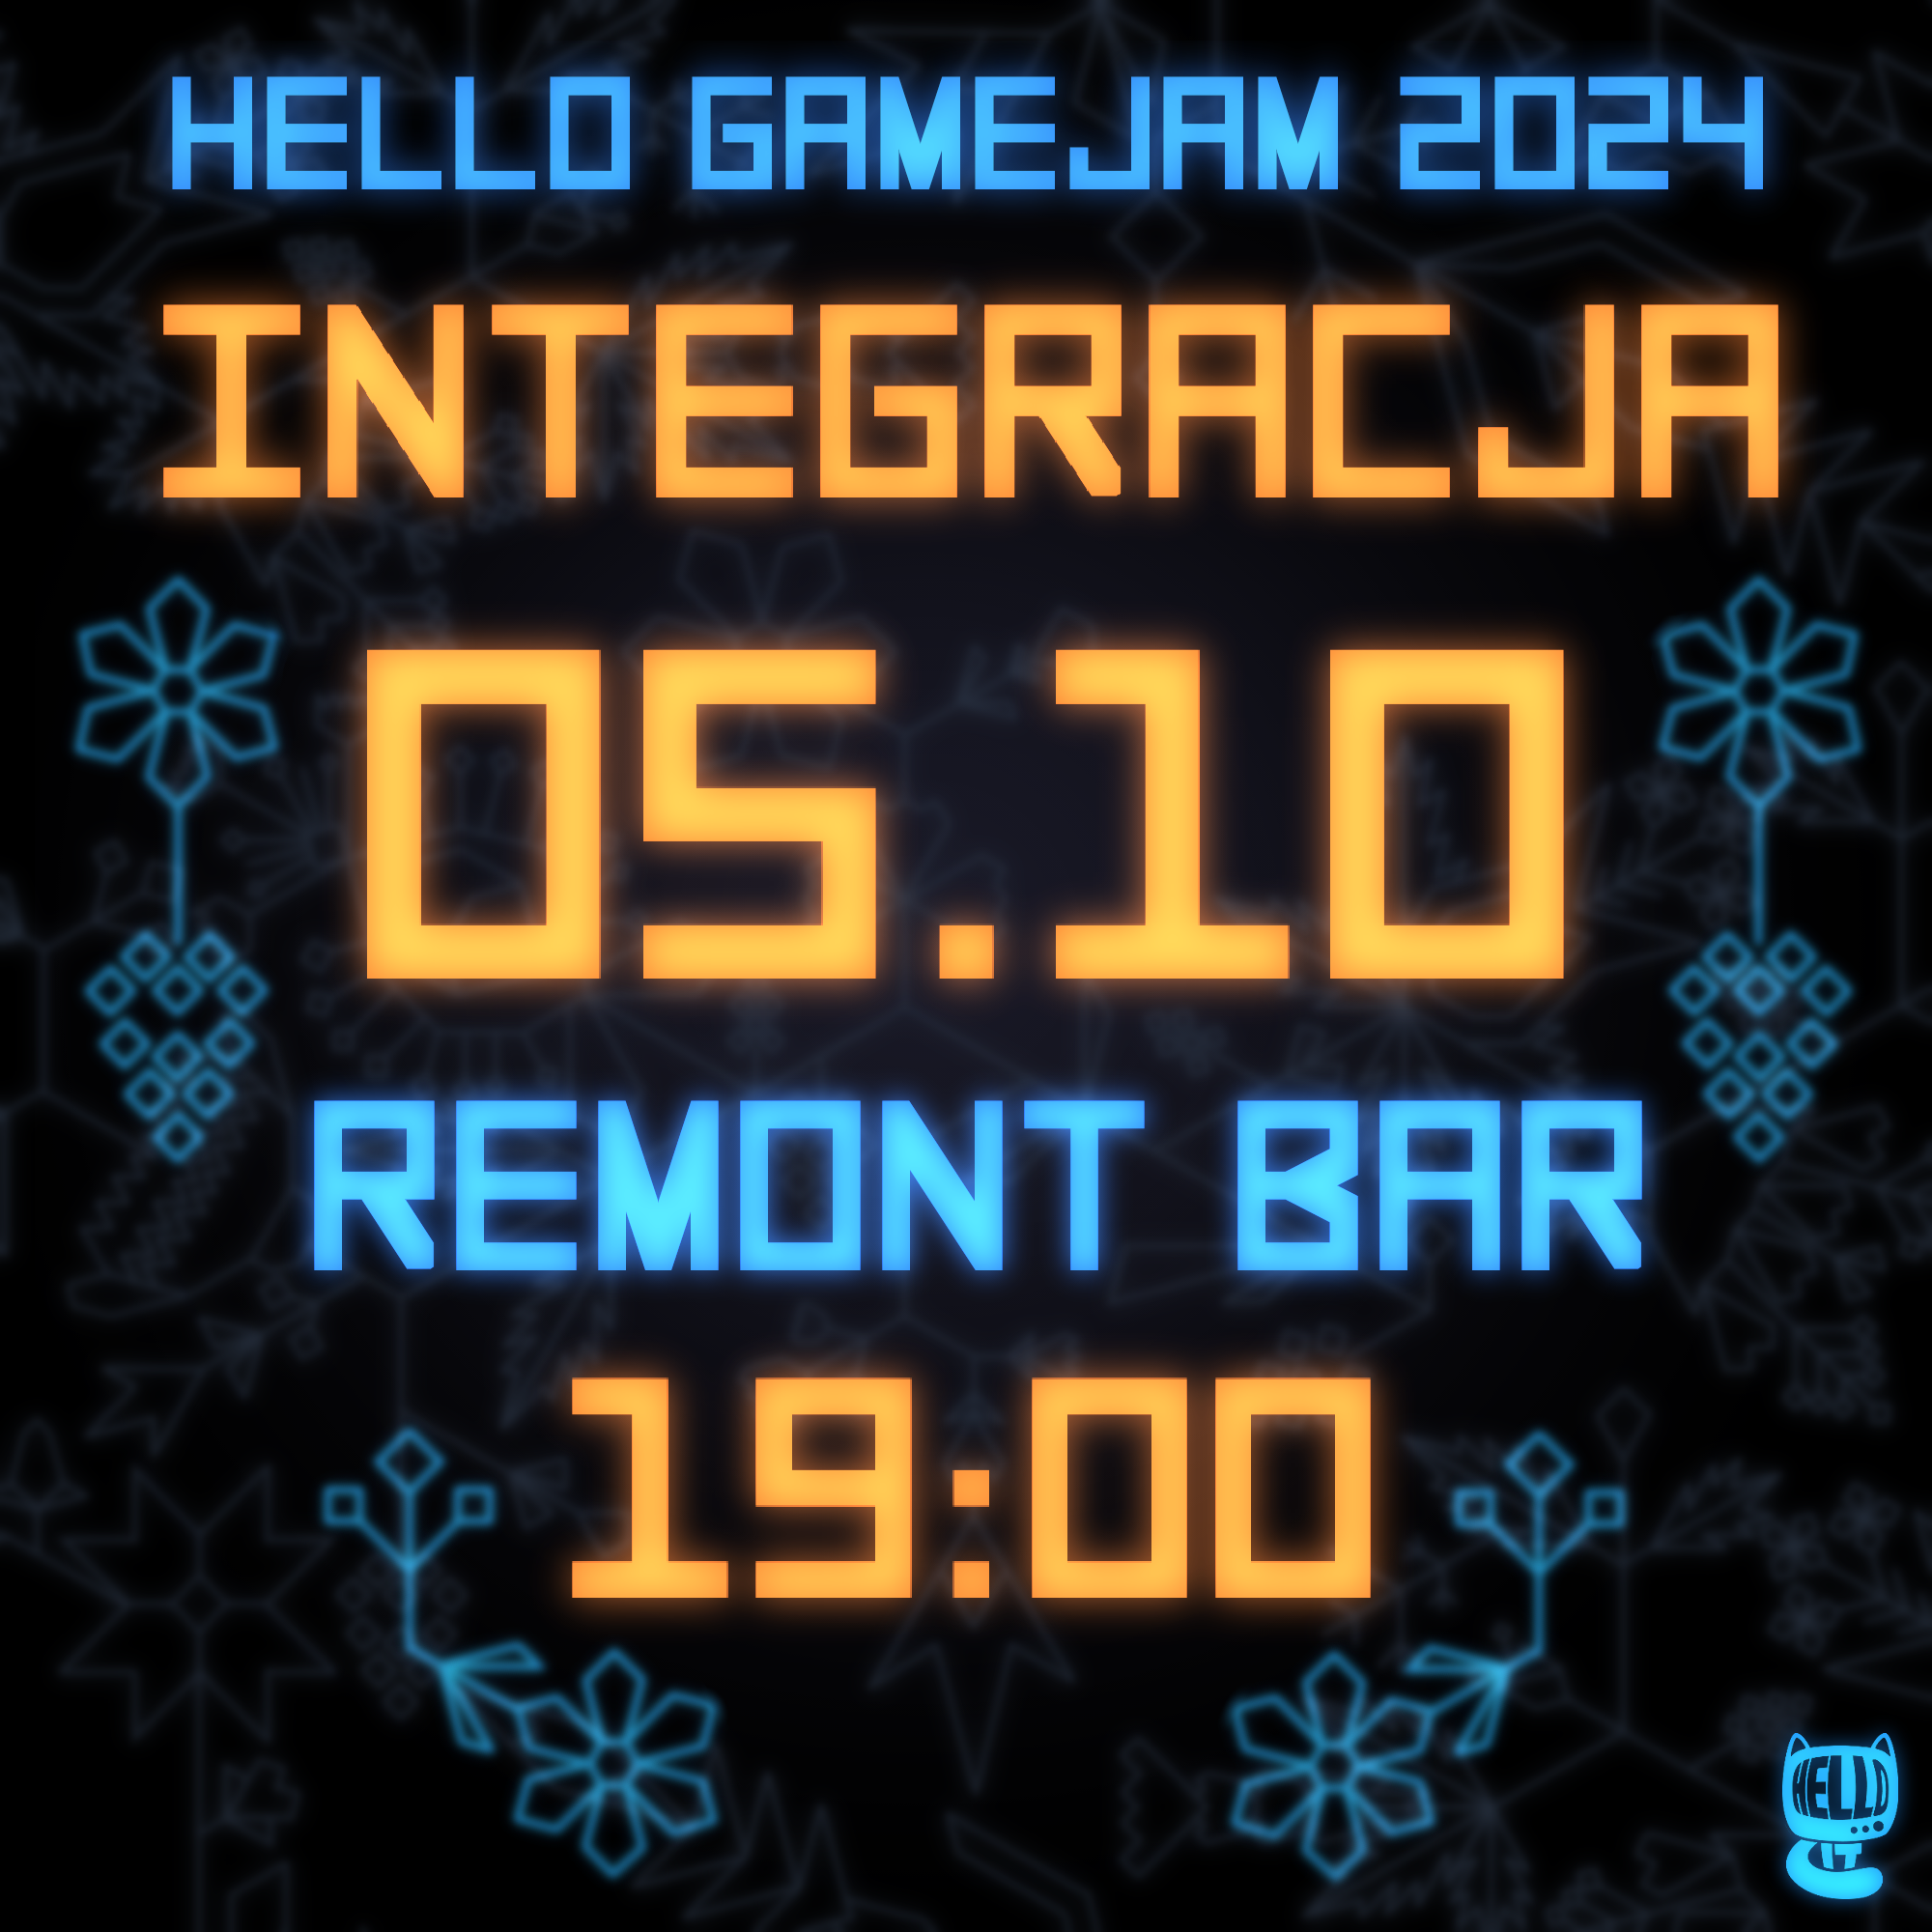 HELLO GAMEJAM 2024
INTEGRACJA
05.10
REMONT BAR
19:00
HELLO
IT